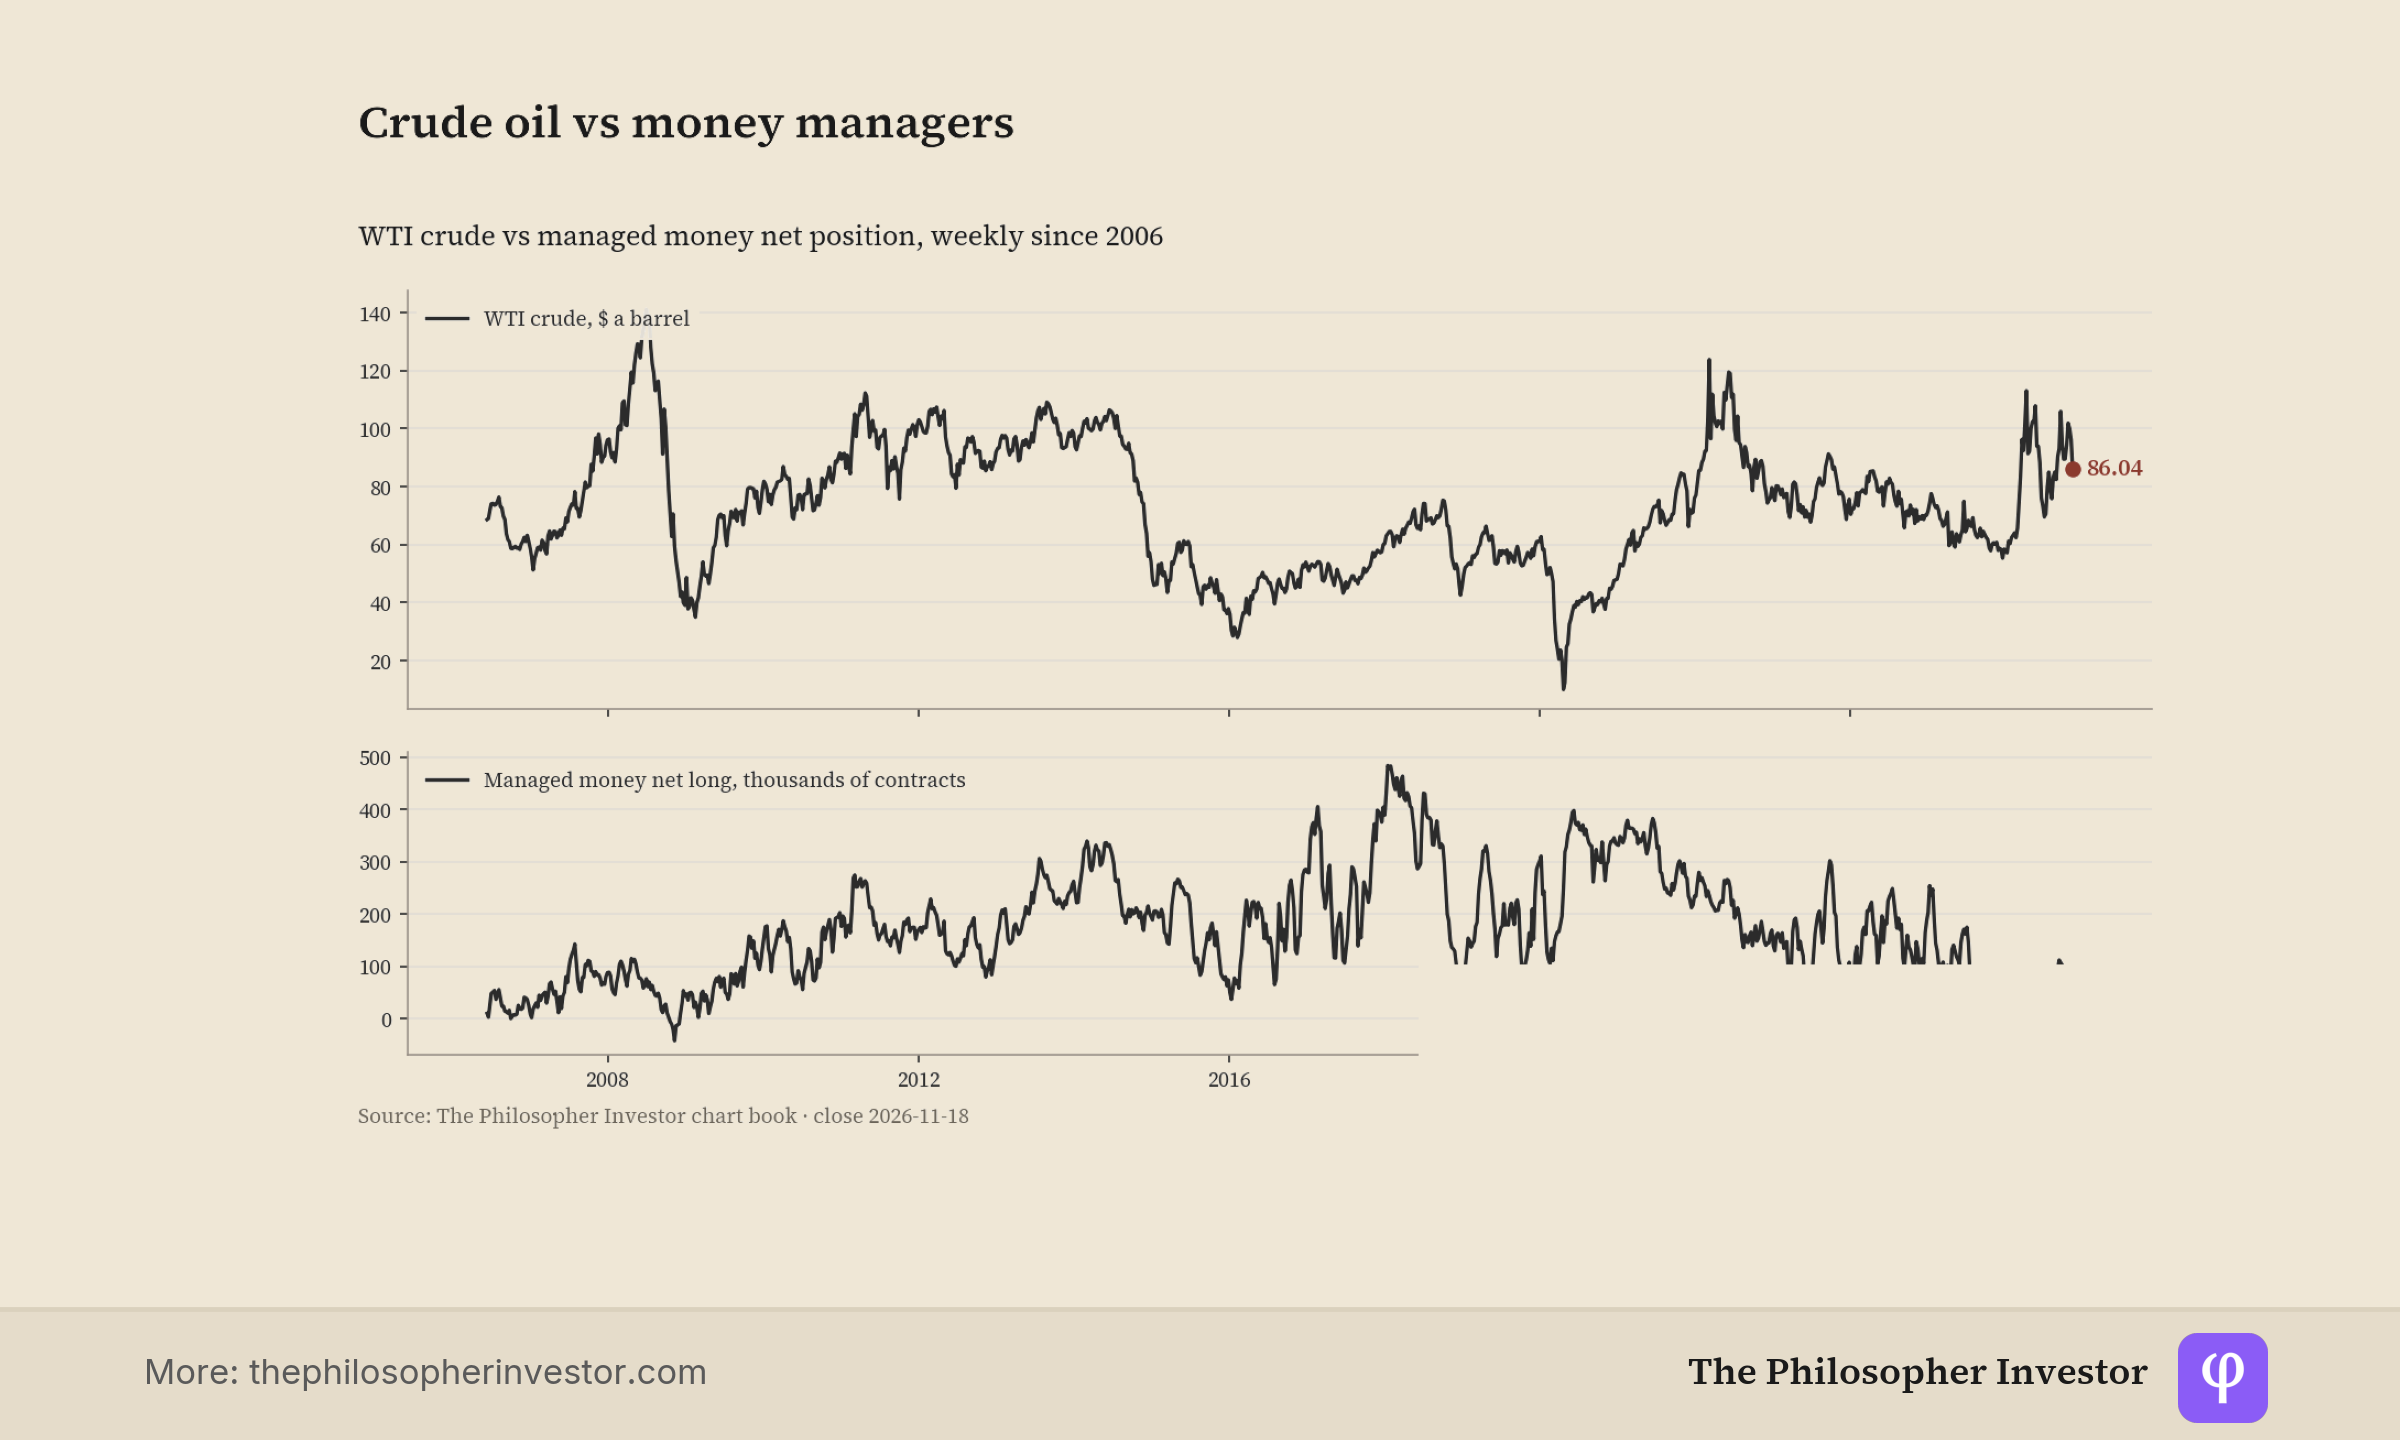 Crude oil vs money managers
WTI crude vs managed money net position, weekly since 2006
140
WTI crude, $ a barrel
120
100
80
60
40
20
86.04
500
Managed money net long, thousands of contracts
400
300
200
100
0
2008 2012 2016
Source: The Philosopher Investor chart book · close 2026-11-18
More: thephilosopherinvestor.com
The Philosopher Investor φ